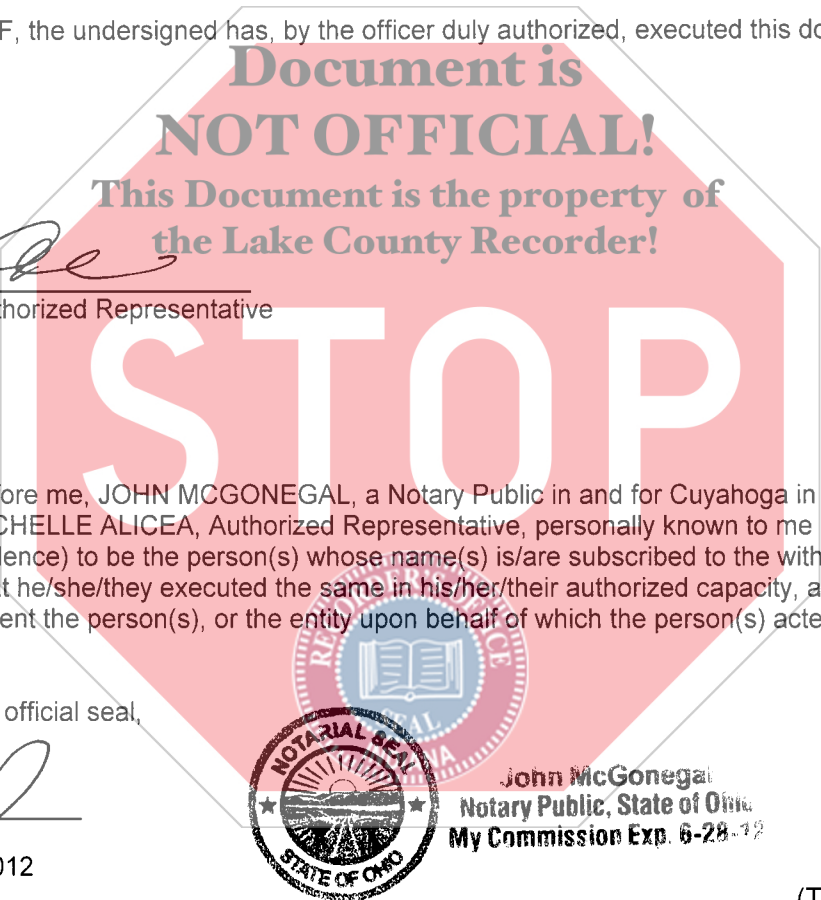 F, the undersigned has, by the officer duly authorized, executed this do
Document is
NOT OFFICIAL!
This Document is the property of
the Lake County Recorder!
thorized Representative
STOP
fore me, JOHN MCGONEGAL, a Notary Public in and for Cuyahoga in
CHELLE ALICEA, Authorized Representative, personally known to me
lence) to be the person(s) whose name(s) is/are subscribed to the with
t he/she/they executed the same in his/her/their authorized capacity, a
ent the person(s), or the entity upon behalf of which the person(s) acte
RECORDER'S OFFICE
SEAL
official seal,
NOTARIAL SEAL
STATE OF OHIO
John McGonegal
Notary Public, State of Ohio
My Commission Exp. 6-28-12
012
(T